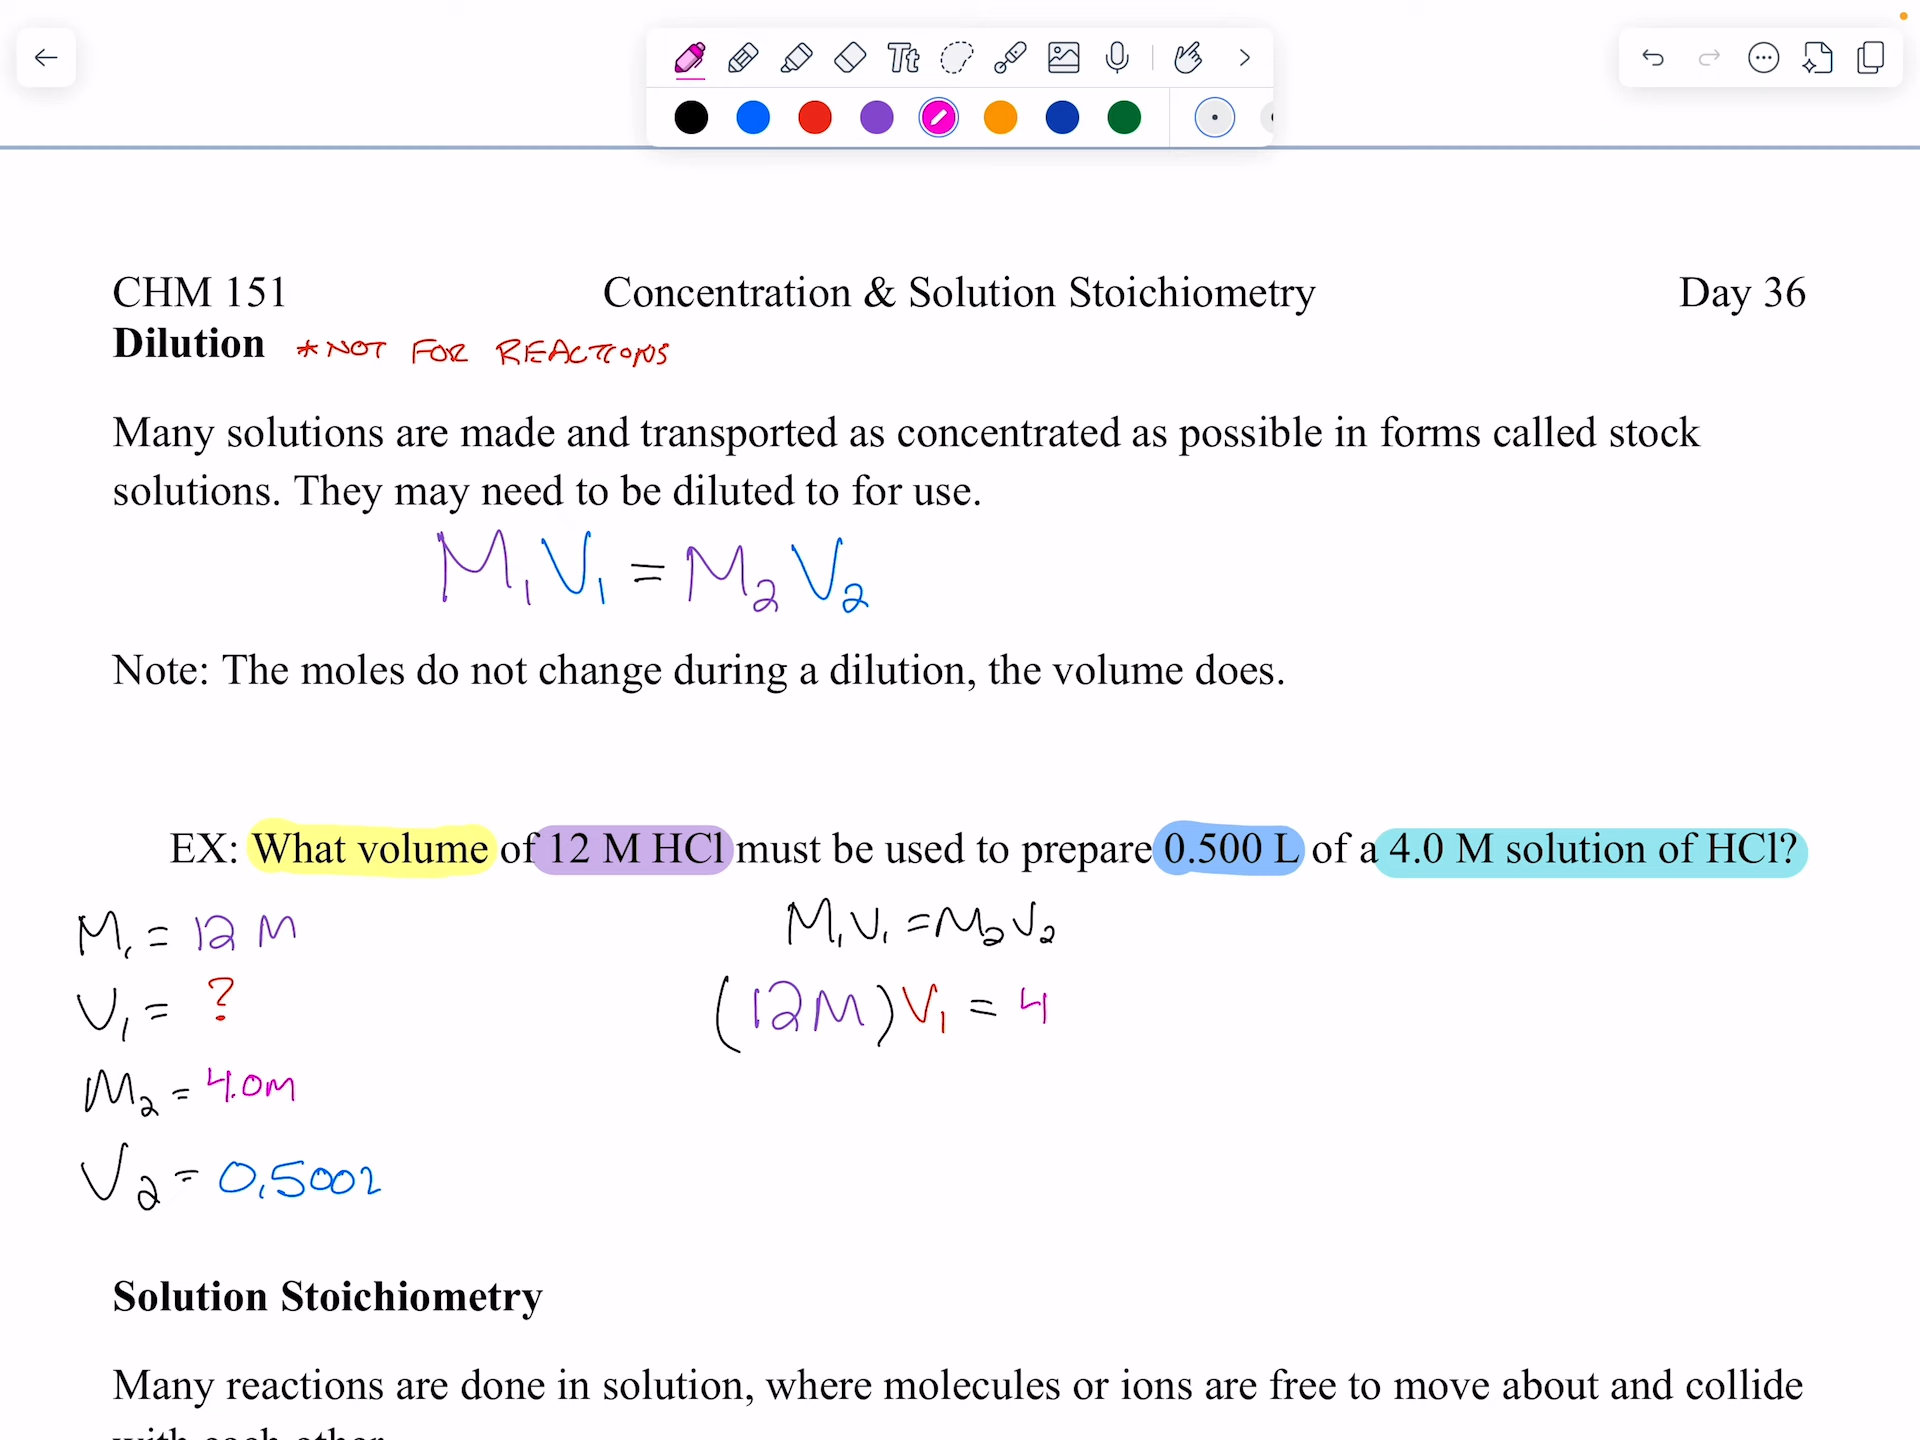 Tt
CHM 151 Concentration & Solution Stoichiometry Day 36
Dilution *NOT FOR REACTIONS
Many solutions are made and transported as concentrated as possible in forms called stock
solutions. They may need to be diluted to for use.
M₁V₁ = M₂V₂
Note: The moles do not change during a dilution, the volume does.
EX: What volume of 12 M HCl must be used to prepare 0.500 L of a 4.0 M solution of HCl?
M₁ = 12 M
V₁ = ?
M₂ = 4.0M
V₂ = 0.500L
M₁V₁ = M₂V₂
(12M)V₁ = 4
Solution Stoichiometry
Many reactions are done in solution, where molecules or ions are free to move about and collide
with each other.